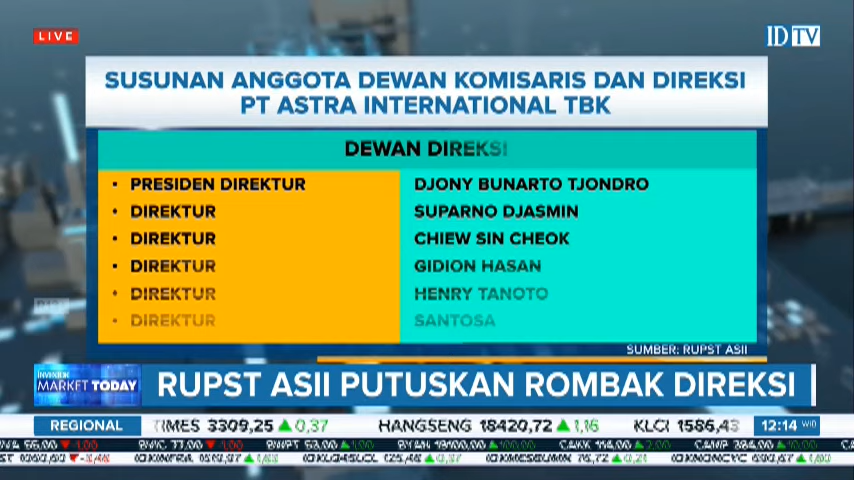 LIVE
IDTV
SUSUNAN ANGGOTA DEWAN KOMISARIS DAN DIREKSI
PT ASTRA INTERNATIONAL TBK
DEWAN DIREKSI
• PRESIDEN DIREKTUR DJONY BUNARTO TJONDRO
• DIREKTUR SUPARNO DJASMIN
• DIREKTUR CHIEW SIN CHEOK
• DIREKTUR GIDION HASAN
• DIREKTUR HENRY TANOTO
• DIREKTUR SANTOSA
SUMBER: RUPST ASII
INVESTOR
MARKET TODAY
RUPST ASII PUTUSKAN ROMBAK DIREKSI
REGIONAL TIMES 3309,25 ▲ 0,37 HANGSENG 18420,72 ▲ 1,16 KLCI 1586,43 12:14 WIB